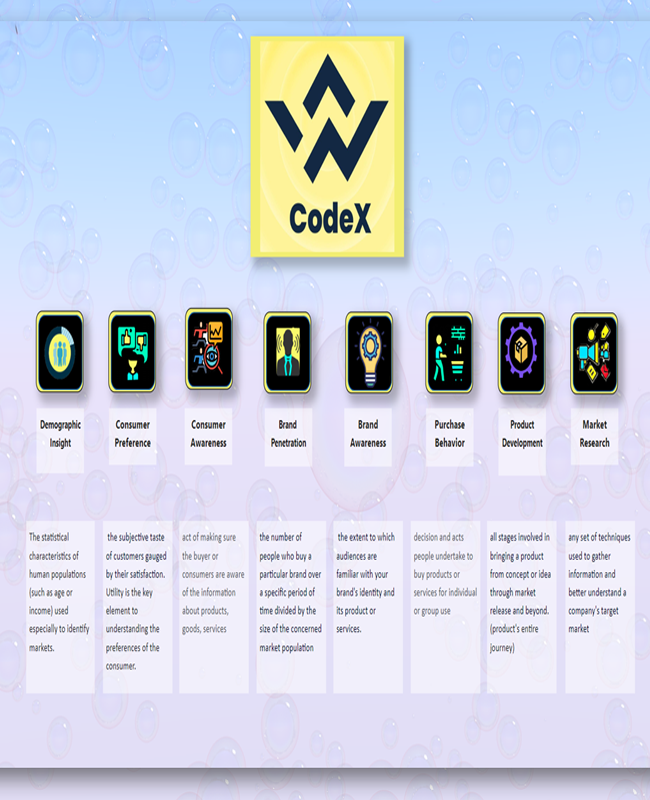 CodeX
Demographic
Insight
Consumer
Preference
Consumer
Awareness
Brand
Penetration
Brand
Awareness
Purchase
Behavior
Product
Development
Market
Research
The statistical
characteristics of
human populations
(such as age or
income) used
especially to identify
markets.
the subjective taste
of customers gauged
by their satisfaction.
Utility is the key
element to
understanding the
preferences of the
consumer.
act of making sure
the buyer or
consumers are aware
of the information
about products,
goods, services
the number of
people who buy a
particular brand over
a specific period of
time divided by the
size of the concerned
market population
the extent to which
audiences are
familiar with your
brand's identity and
its product or
services.
decision and acts
people undertake to
buy products or
services for individual
or group use
all stages involved in
bringing a product
from concept or idea
through market
release and beyond.
(product's entire
journey)
any set of techniques
used to gather
information and
better understand a
company's target
market